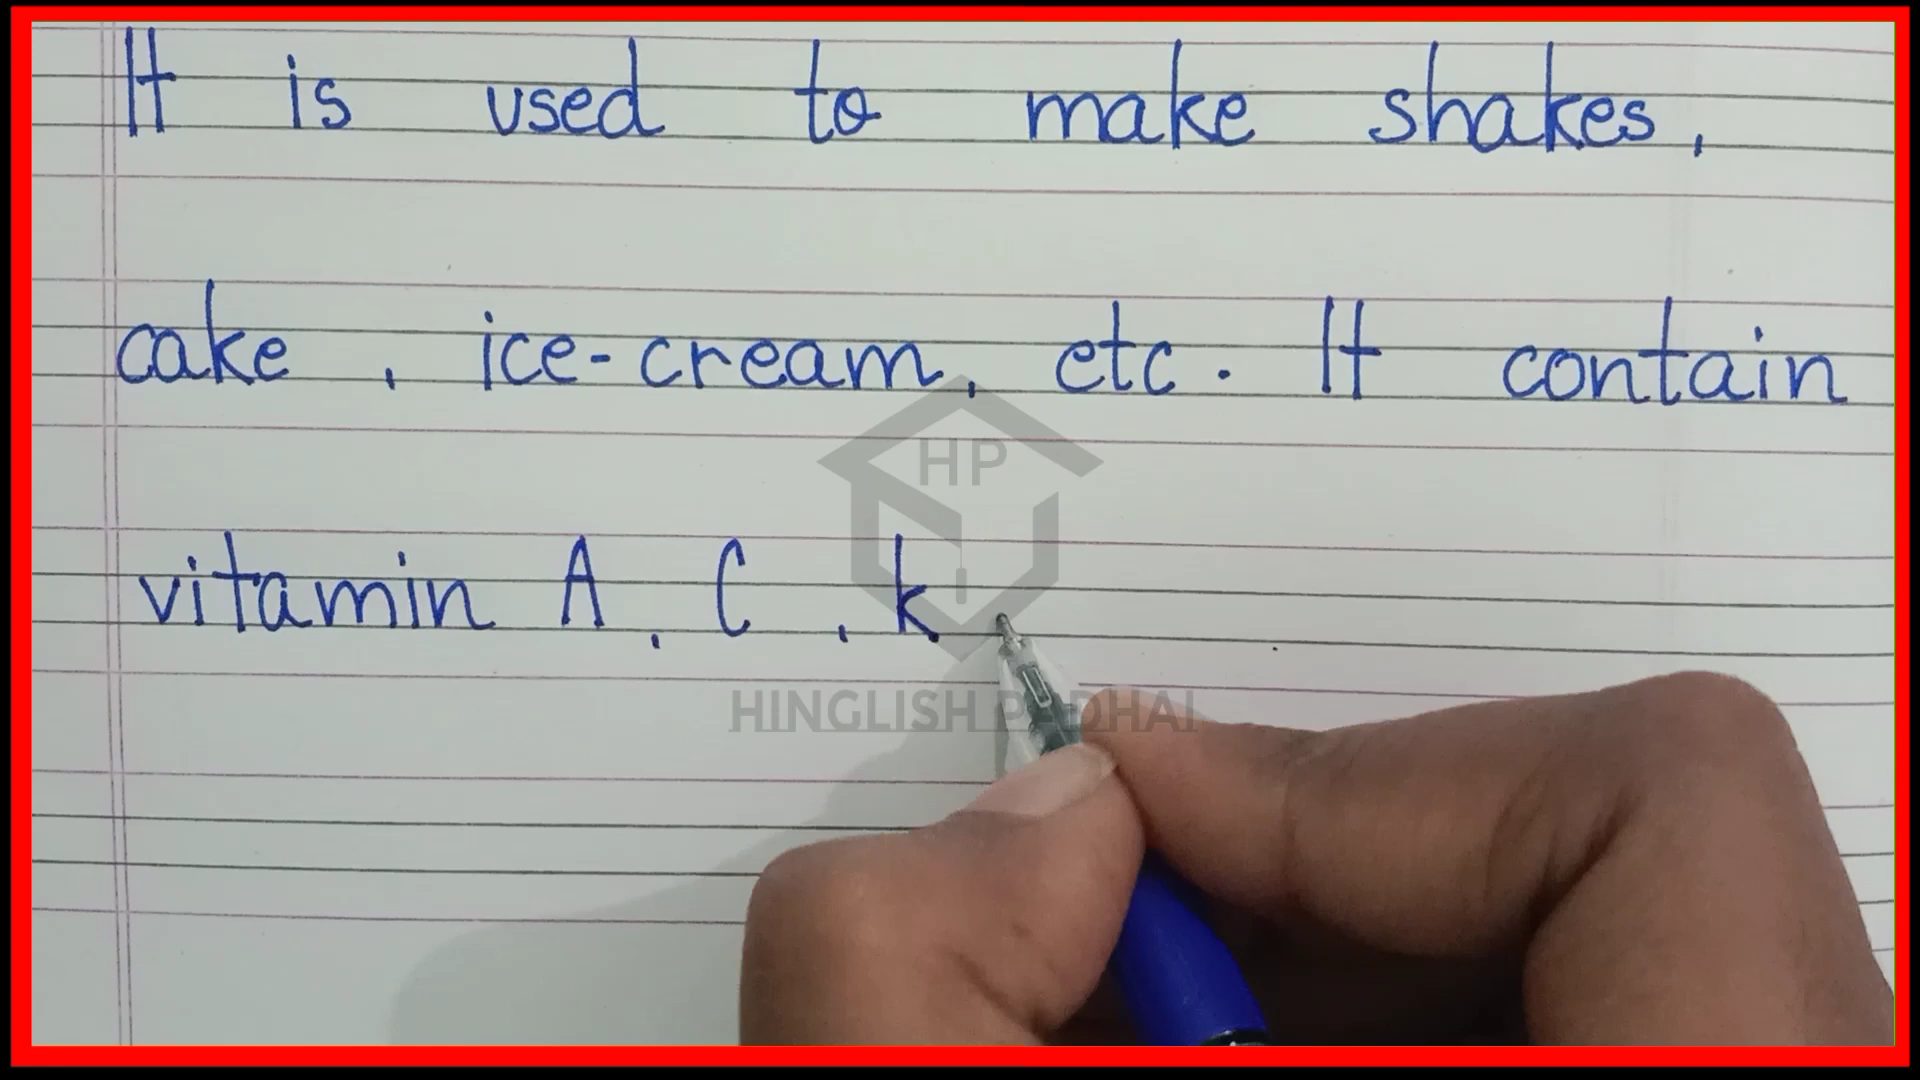 It is used to make shakes,
cake, ice-cream, etc. It contain
vitamin A, C, k
HP
HINGLISH PADHAI